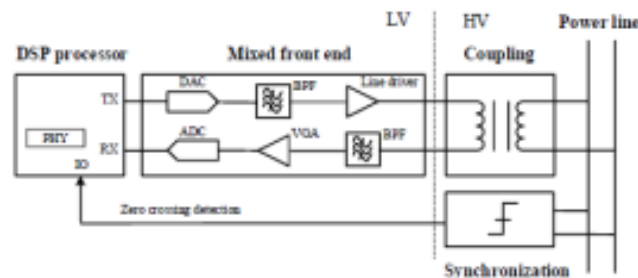 LV
HV
Power line
DSP processor
Mixed front end
Coupling
DAC
BPF
Line driver
TX
PHY
ADC
VGA
BPF
RX
IO
Zero crossing detection
Synchronization